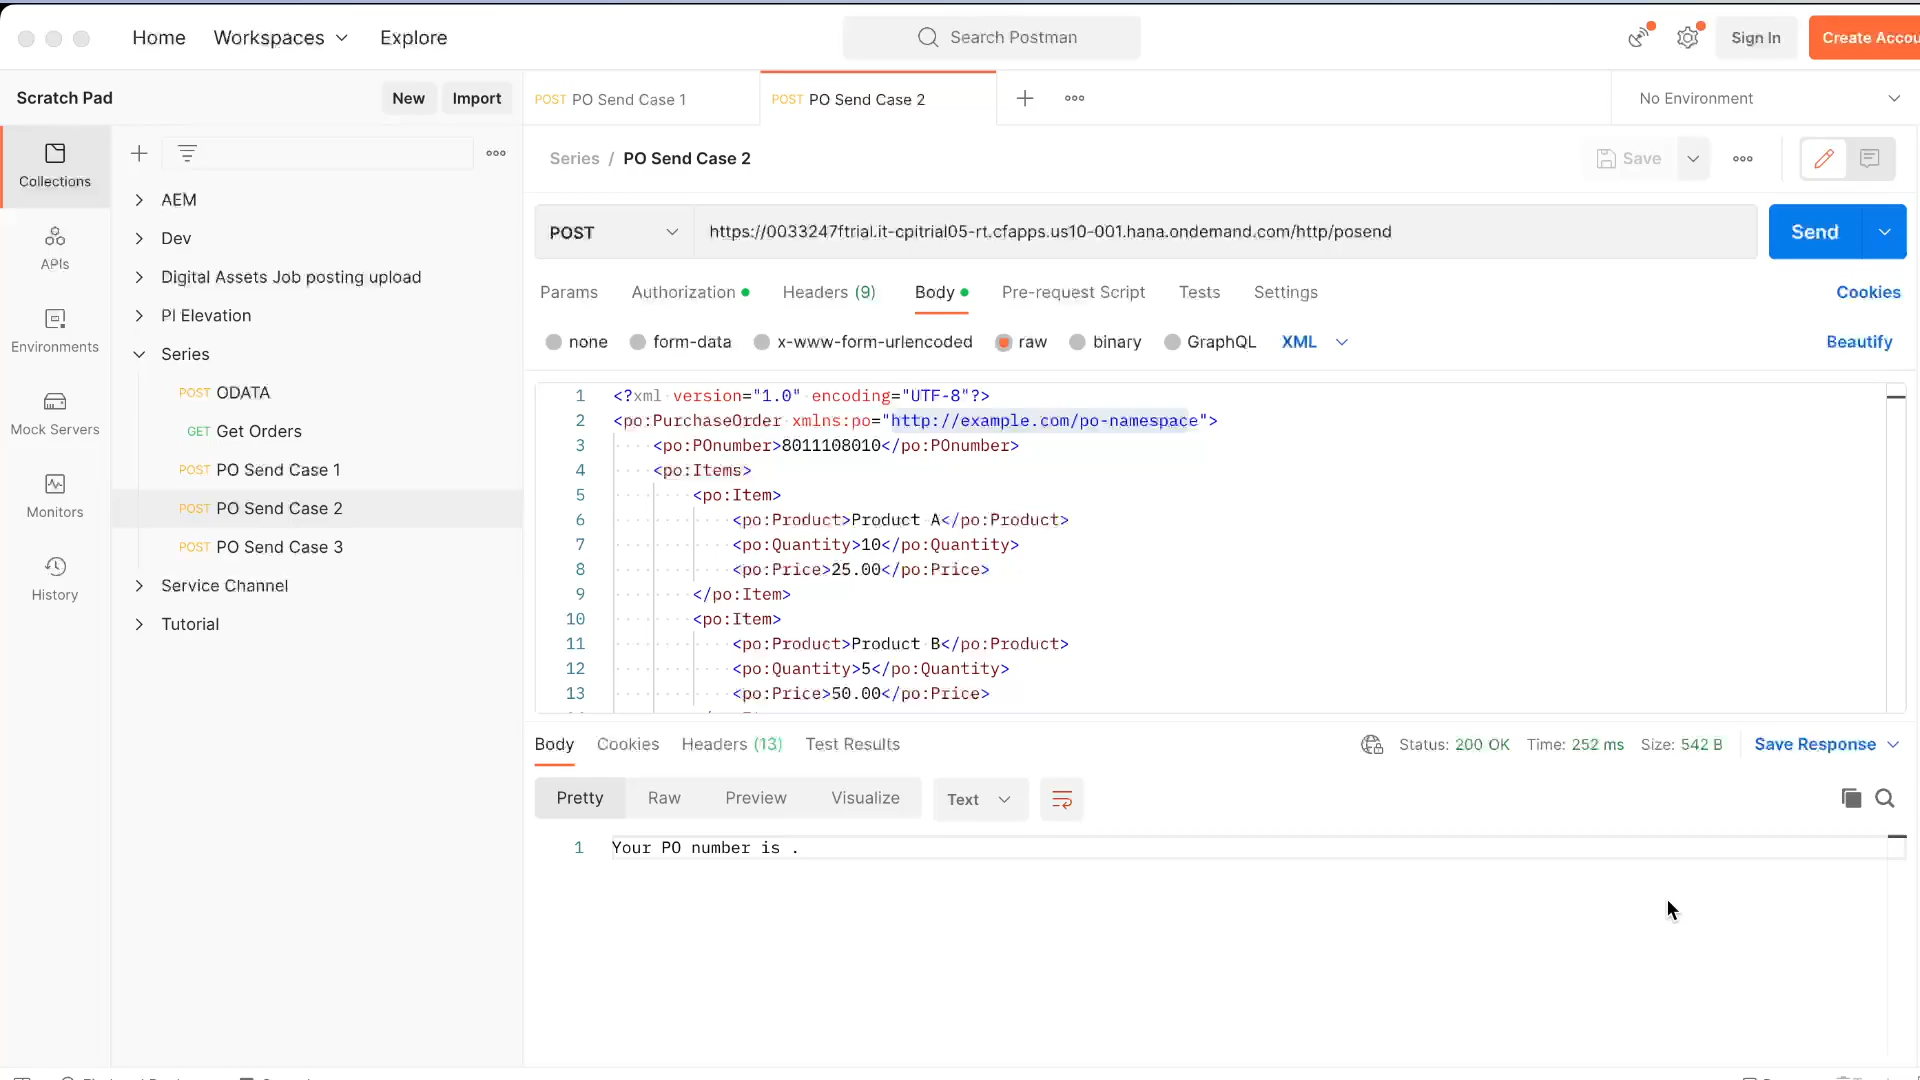 Home Workspaces Explore Search Postman Sign In Create Accou
Scratch Pad New Import POST PO Send Case 1 POST PO Send Case 2 No Environment
Collections
APIs
Environments
Mock Servers
Monitors
History
AEM
Dev
Digital Assets Job posting upload
PI Elevation
Series
POST ODATA
GET Get Orders
POST PO Send Case 1
POST PO Send Case 2
POST PO Send Case 3
Service Channel
Tutorial
Series / PO Send Case 2 Save
POST https://0033247ftrial.it-cpitrial05-rt.cfapps.us10-001.hana.ondemand.com/http/posend Send
Params Authorization Headers (9) Body Pre-request Script Tests Settings Cookies
none form-data x-www-form-urlencoded raw binary GraphQL XML Beautify
1 <?xml version="1.0" encoding="UTF-8"?>
2 <po:PurchaseOrder xmlns:po="http://example.com/po-namespace">
3 <po:POnumber>8011108010</po:POnumber>
4 <po:Items>
5 <po:Item>
6 <po:Product>Product A</po:Product>
7 <po:Quantity>10</po:Quantity>
8 <po:Price>25.00</po:Price>
9 </po:Item>
10 <po:Item>
11 <po:Product>Product B</po:Product>
12 <po:Quantity>5</po:Quantity>
13 <po:Price>50.00</po:Price>
Body Cookies Headers (13) Test Results Status: 200 OK Time: 252 ms Size: 542 B Save Response
Pretty Raw Preview Visualize Text
1 Your PO number is .